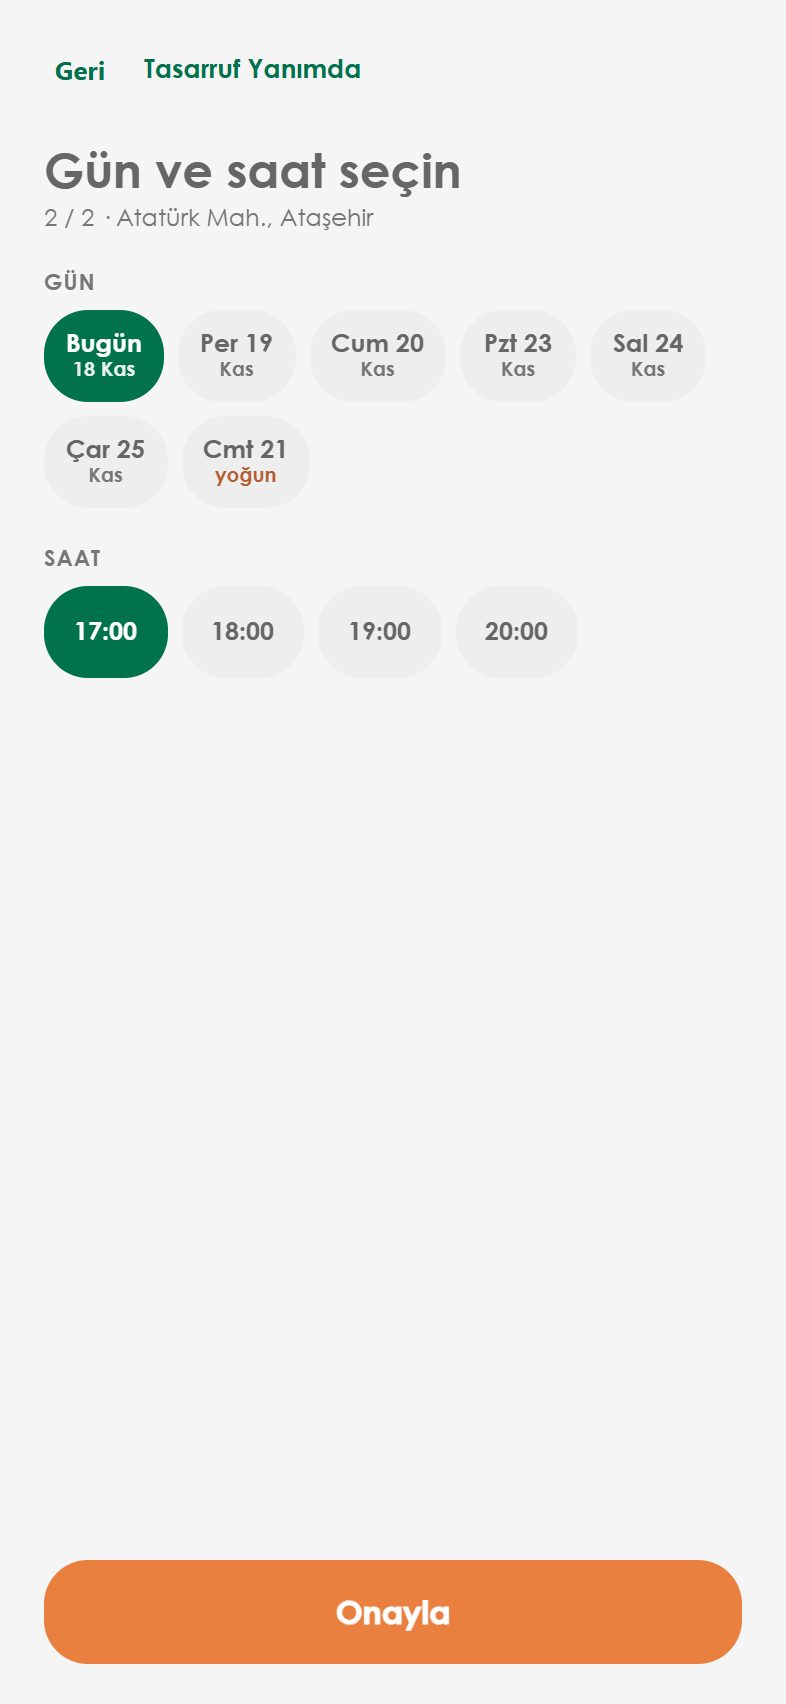 Geri Tasarruf Yanımda
Gün ve saat seçin
2 / 2 · Atatürk Mah., Ataşehir
GÜN
Bugün
18 Kas
Per 19
Kas
Cum 20
Kas
Pzt 23
Kas
Sal 24
Kas
Çar 25
Kas
Cmt 21
yoğun
SAAT
17:00
18:00
19:00
20:00
Onayla